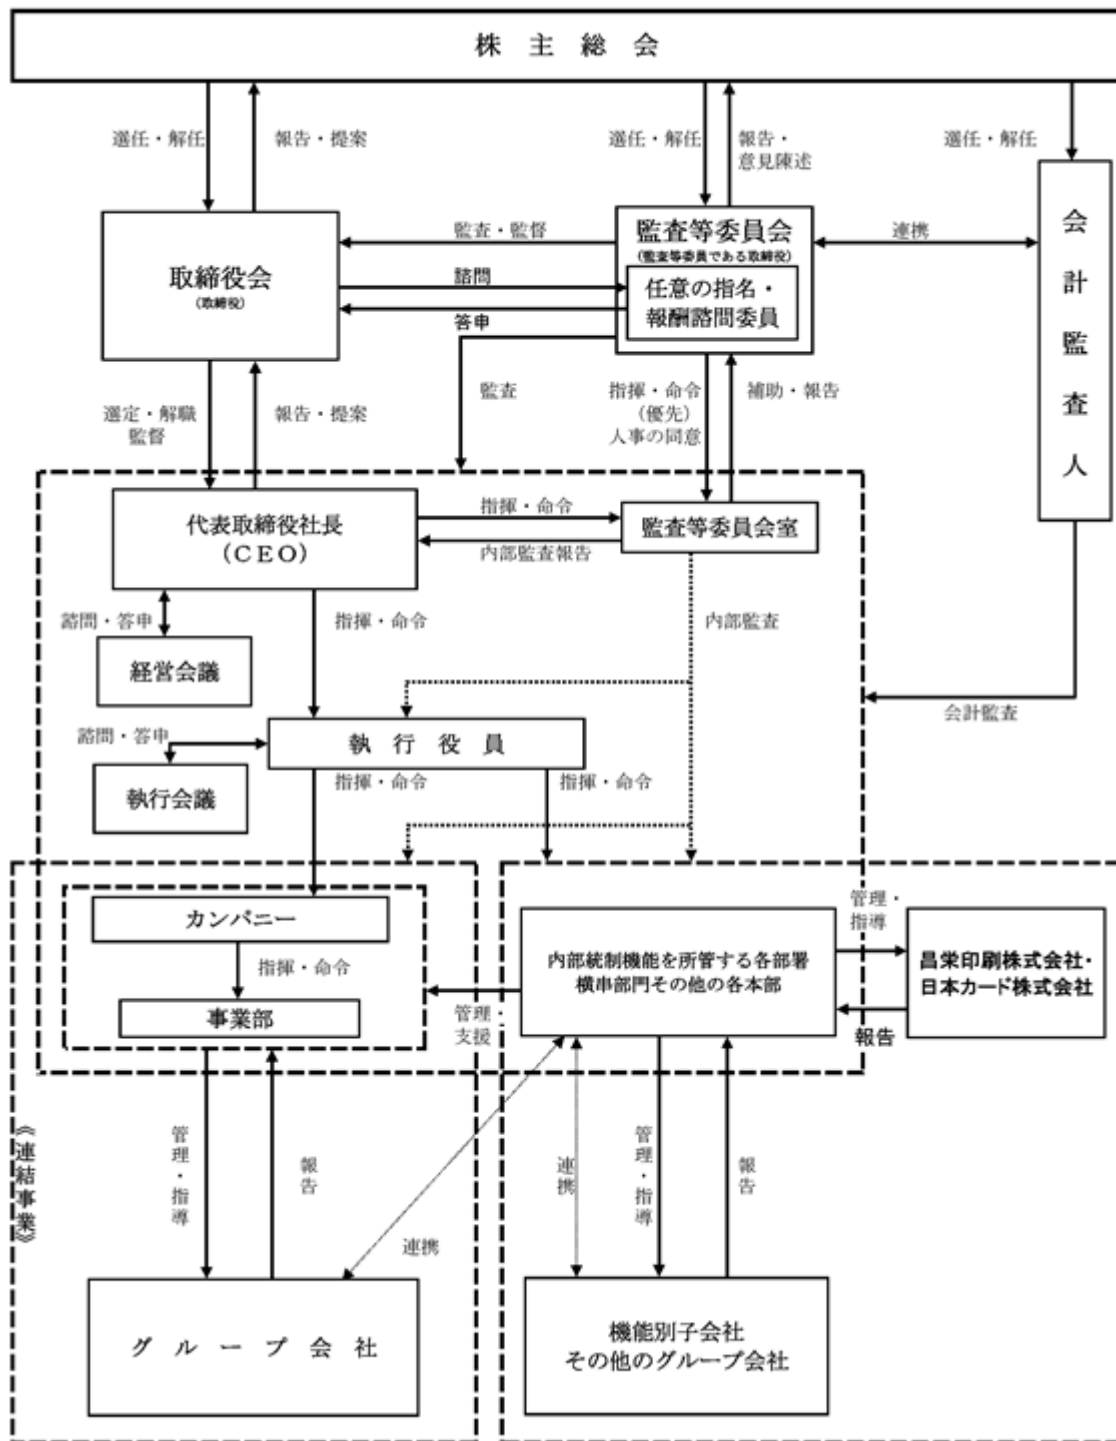 株主総会
選任・解任
報告・提案
選任・解任
報告・
意見陳述
選任・解任
取締役会
(取締役)
監査・監督
諮問
答申
監査等委員会
(監査等委員である取締役)
任意の指名・
報酬諮問委員
連携
会計監査人
選定・解職
監督
報告・提案
監査
指揮・命令
(優先)
人事の同意
補助・報告
代表取締役社長
(CEO)
指揮・命令
内部監査報告
監査等委員会室
諮問・答申
経営会議
指揮・命令
内部監査
会計監査
諮問・答申
執行会議
執行役員
指揮・命令
指揮・命令
カンパニー
指揮・命令
事業部
管理・
支援
内部統制機能を所管する各部署
横串部門その他の各本部
管理・
指導
報告
昌栄印刷株式会社・
日本カード株式会社
《連結事業》
管理・指導
報告
連携
連携
管理・指導
報告
グループ会社
機能別子会社
その他のグループ会社